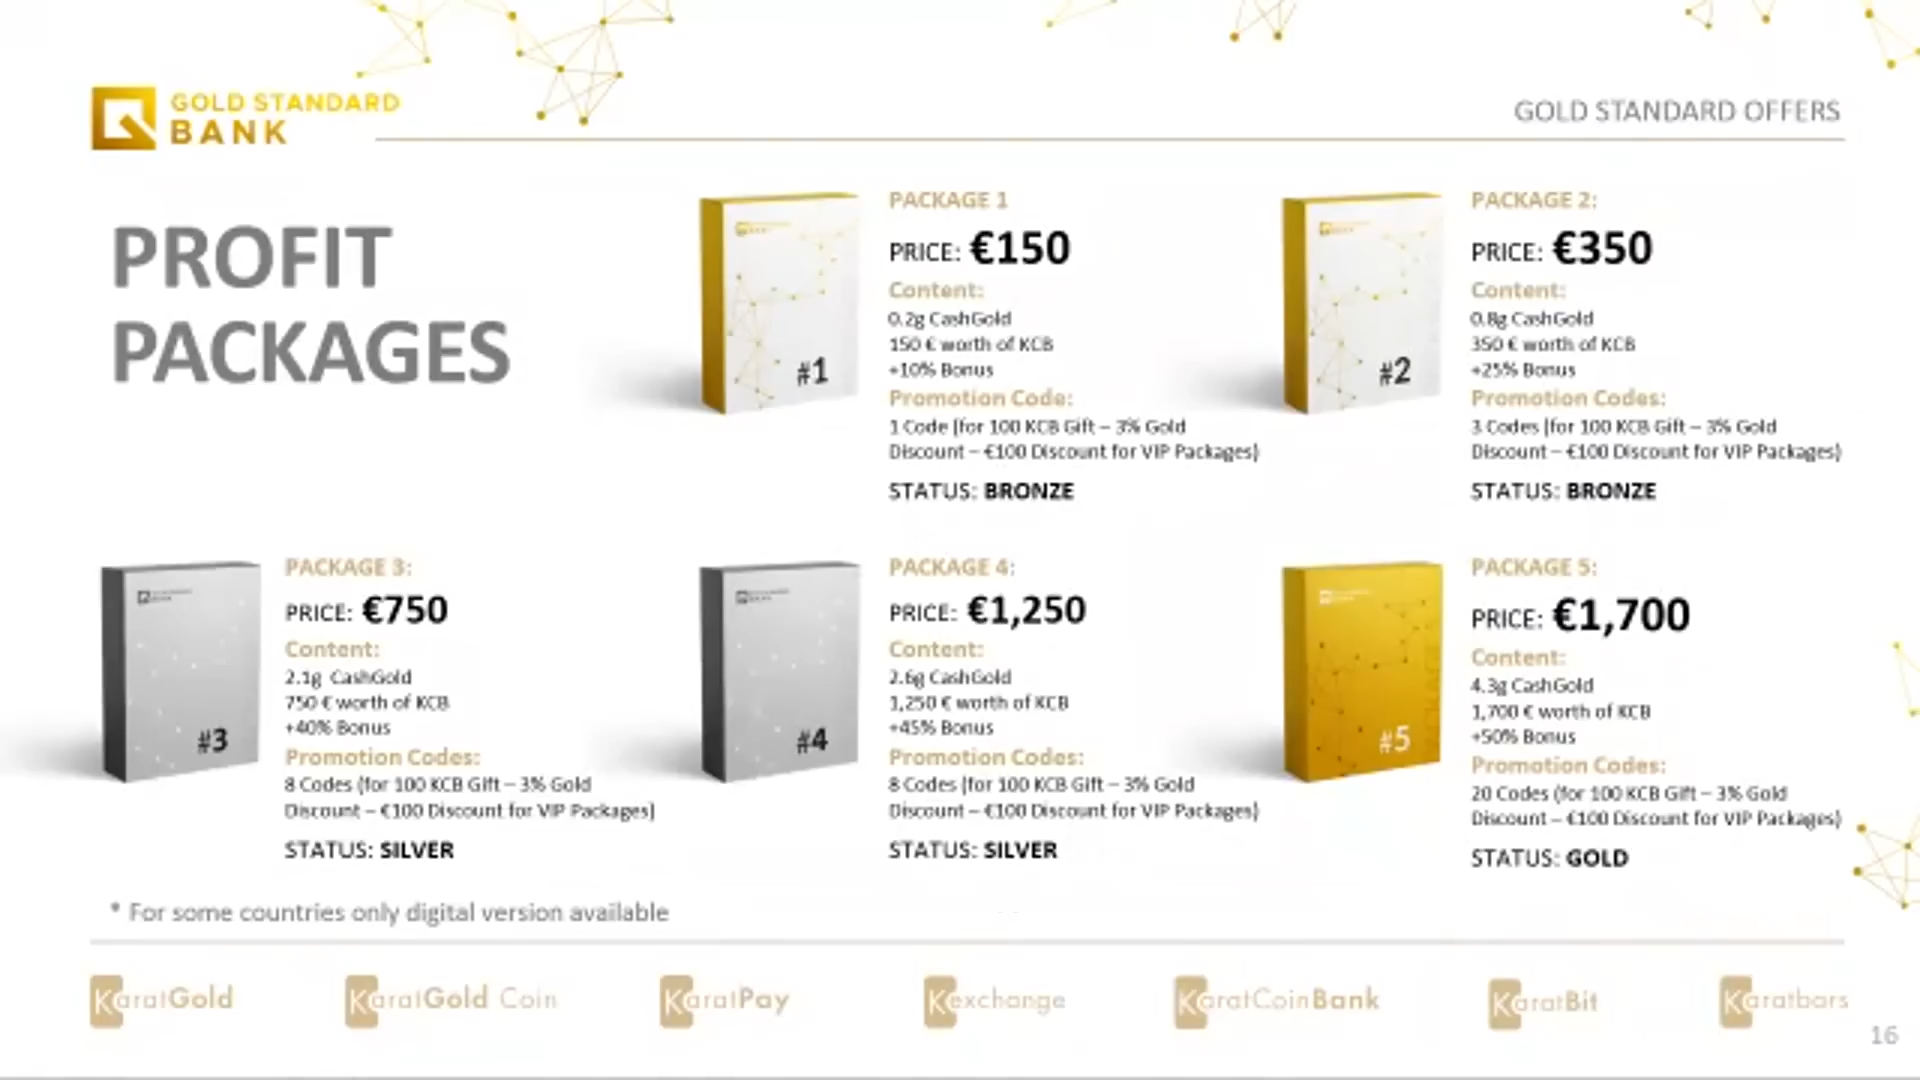 GOLD STANDARD
BANK
GOLD STANDARD OFFERS
PROFIT
PACKAGES
#1
PACKAGE 1
PRICE: €150
Content:
0.2g CashGold
150 € worth of KCB
+10% Bonus
Promotion Code:
1 Code (for 100 KCB Gift – 3% Gold
Discount – €100 Discount for VIP Packages)
STATUS: BRONZE
#2
PACKAGE 2:
PRICE: €350
Content:
0.8g CashGold
350 € worth of KCB
+25% Bonus
Promotion Codes:
3 Codes (for 100 KCB Gift – 3% Gold
Discount – €100 Discount for VIP Packages)
STATUS: BRONZE
#3
PACKAGE 3:
PRICE: €750
Content:
2.1g CashGold
750 € worth of KCB
+40% Bonus
Promotion Codes:
8 Codes (for 100 KCB Gift – 3% Gold
Discount – €100 Discount for VIP Packages)
STATUS: SILVER
#4
PACKAGE 4:
PRICE: €1,250
Content:
2.6g CashGold
1,250 € worth of KCB
+45% Bonus
Promotion Codes:
8 Codes (for 100 KCB Gift – 3% Gold
Discount – €100 Discount for VIP Packages)
STATUS: SILVER
#5
PACKAGE 5:
PRICE: €1,700
Content:
4.3g CashGold
1,700 € worth of KCB
+50% Bonus
Promotion Codes:
20 Codes (for 100 KCB Gift – 3% Gold
Discount – €100 Discount for VIP Packages)
STATUS: GOLD
* For some countries only digital version available
KaratGold
KaratGold Coin
KaratPay
Kexchange
KaratCoinBank
KaratBit
Karatbars
16